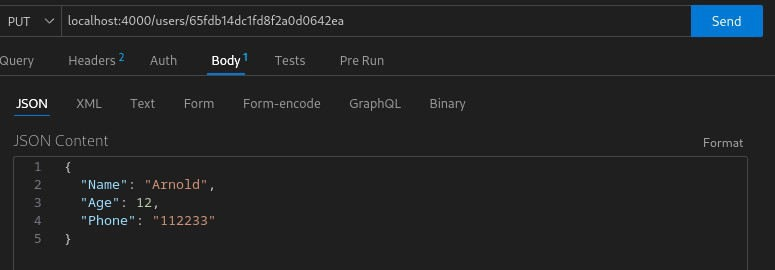 PUT localhost:4000/users/65fdb14dc1fd8f2a0d0642ea Send
Query Headers 2 Auth Body 1 Tests Pre Run
JSON XML Text Form Form-encode GraphQL Binary
JSON Content Format
1 {
2 "Name": "Arnold",
3 "Age": 12,
4 "Phone": "112233"
5 }